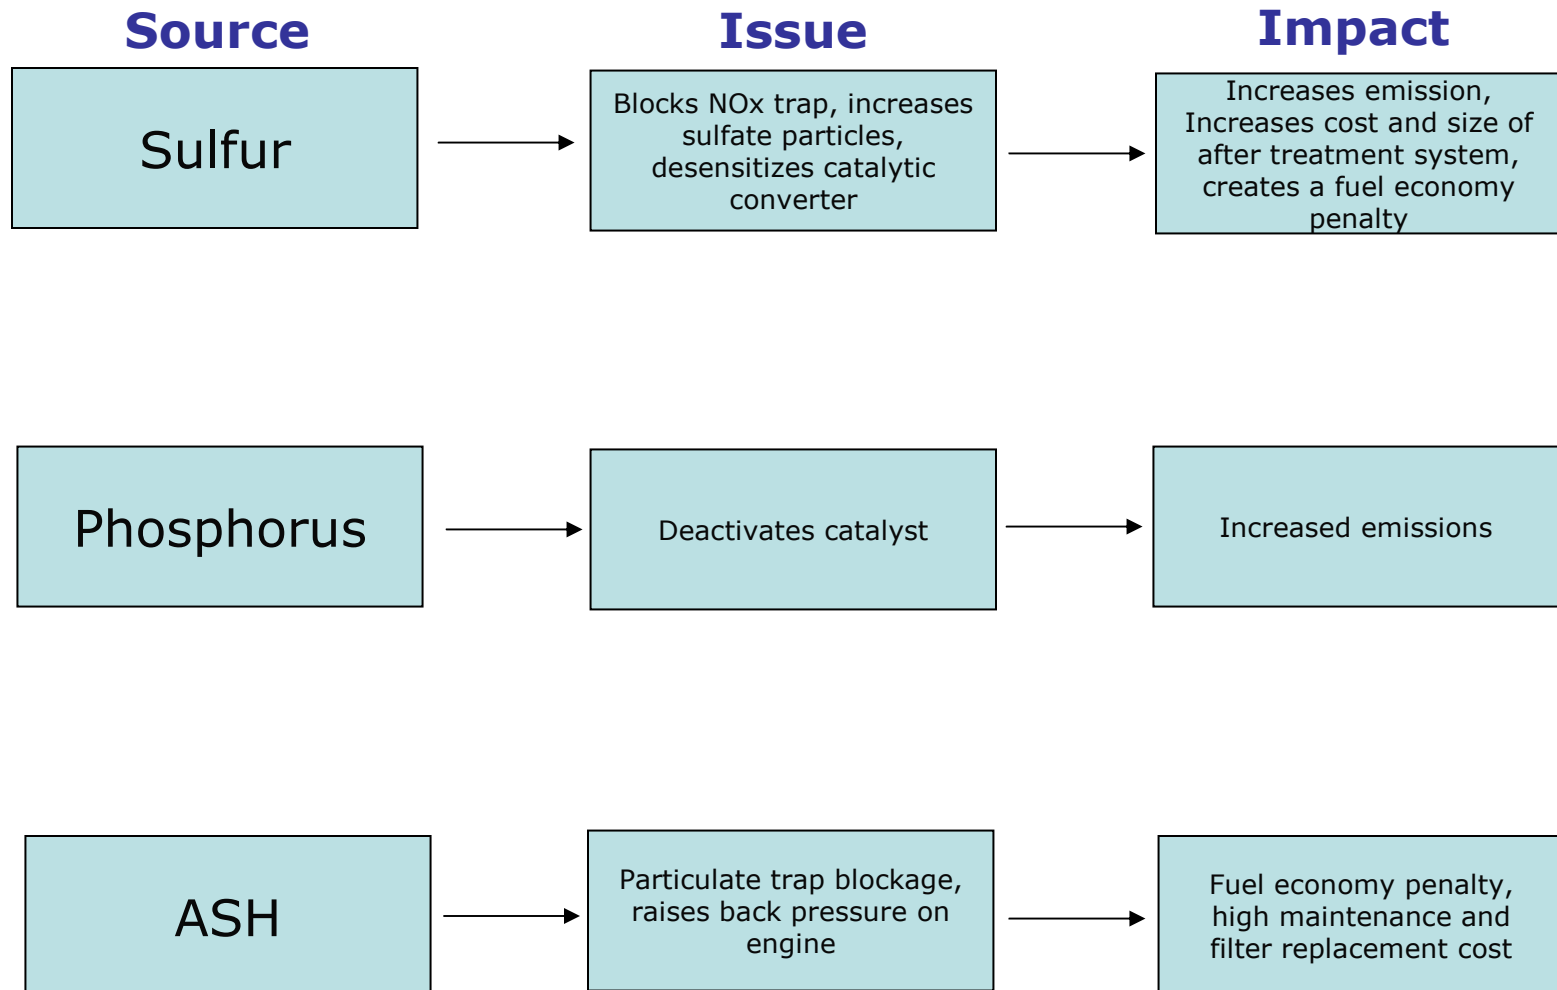 Source
Issue
Impact
Sulfur
Blocks NOx trap, increases
sulfate particles,
desensitizes catalytic
converter
Increases emission,
Increases cost and size of
after treatment system,
creates a fuel economy
penalty
Phosphorus
Deactivates catalyst
Increased emissions
ASH
Particulate trap blockage,
raises back pressure on
engine
Fuel economy penalty,
high maintenance and
filter replacement cost